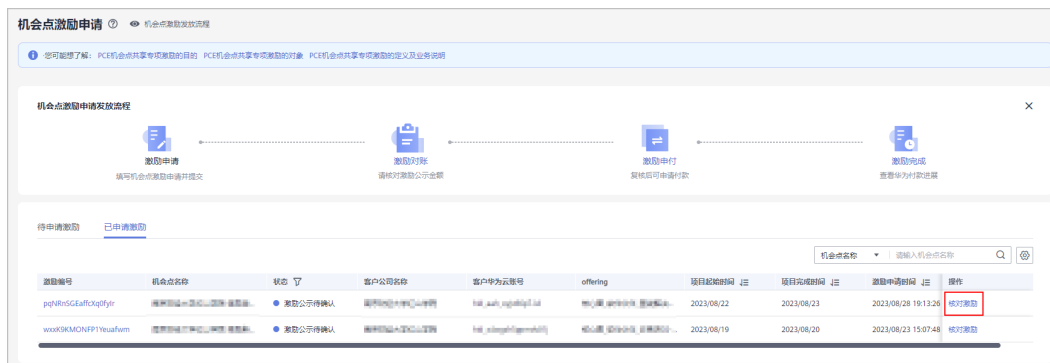 机会点激励申请 机会点激励发放流程
您可能想了解： PCE机会点共享专项激励的目的 PCE机会点共享专项激励的对象 PCE机会点共享专项激励的定义及业务说明
机会点激励申请发放流程
激励申请 激励对账 激励申付 激励完成
填写机会点激励申请并提交 请核对激励公示金额 复核后可申请付款 查看华为付款进展
待申请激励 已申请激励
机会点名称 请输入机会点名称
激励编号 机会点名称 状态 客户公司名称 客户华为云账号 offering 项目起始时间 项目完成时间 激励申请时间 操作
pqNRnSGEaffcXq0fyIr 激励公示待确认 2023/08/22 2023/08/23 2023/08/28 19:13:26 核对激励
wxxK9KMONFP1Yeuafwm 激励公示待确认 2023/08/19 2023/08/20 2023/08/23 15:07:48 核对激励